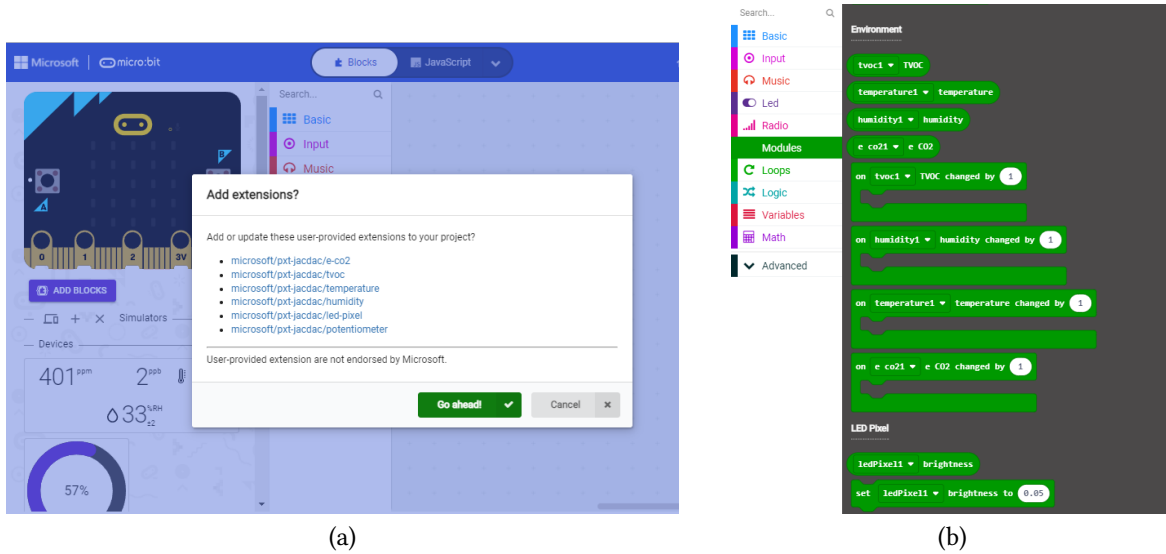 Microsoft | micro:bit
Blocks
JavaScript
Search...
Basic
Input
Music
A
B
0 1 2 3V
ADD BLOCKS
Simulators
Devices
401 ppm
2 ppb
33 %RH
±2
57%
Add extensions?
Add or update these user-provided extensions to your project?
microsoft/pxt-jacdac/e-co2
microsoft/pxt-jacdac/tvoc
microsoft/pxt-jacdac/temperature
microsoft/pxt-jacdac/humidity
microsoft/pxt-jacdac/led-pixel
microsoft/pxt-jacdac/potentiometer
User-provided extension are not endorsed by Microsoft.
Go ahead!
Cancel
(a)
Search...
Basic
Input
Music
Led
Radio
Modules
Loops
Logic
Variables
Math
Advanced
Environment
tvoc1 TVOC
temperature1 temperature
humidity1 humidity
e co21 e CO2
on tvoc1 TVOC changed by 1
on humidity1 humidity changed by 1
on temperature1 temperature changed by 1
on e co21 e CO2 changed by 1
LED Pixel
ledPixel1 brightness
set ledPixel1 brightness to 0.05
(b)